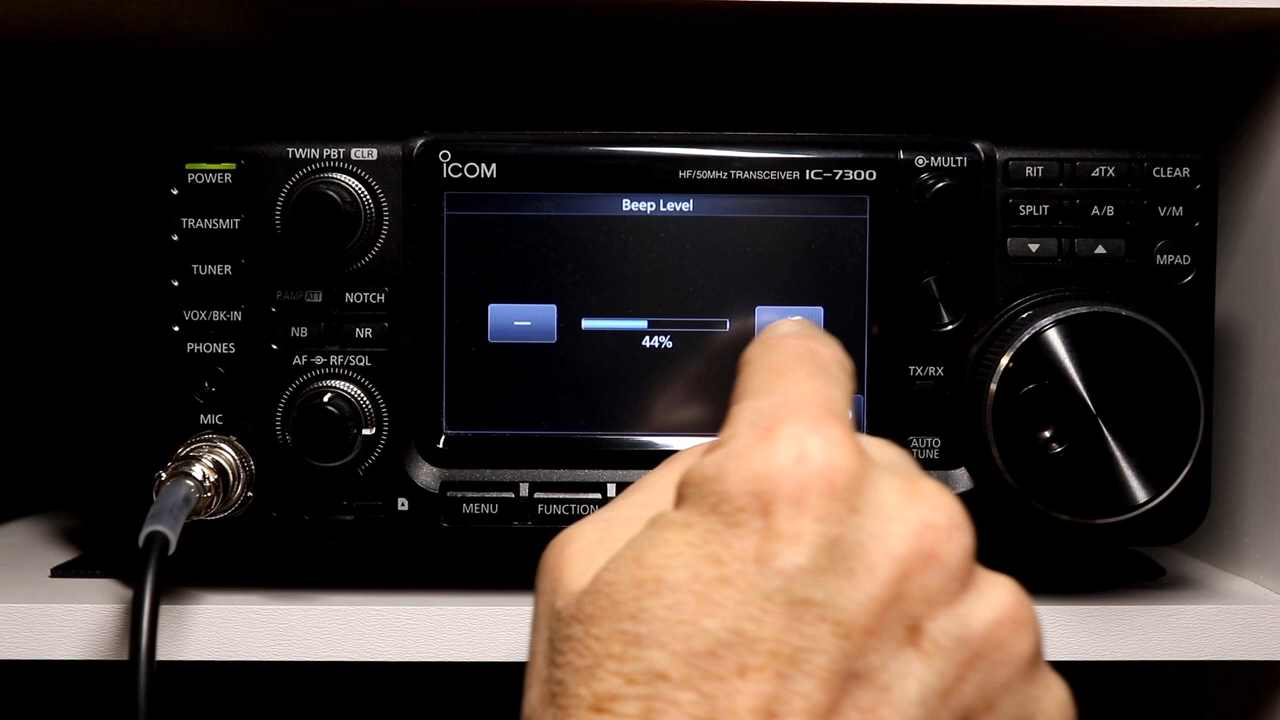 POWER
TRANSMIT
TUNER
VOX/BK-IN
PHONES
MIC
TWIN PBT CLR
P.AMP ATT
NOTCH
NB
NR
AF RF/SQL
ICOM
HF/50MHz TRANSCEIVER IC-7300
Beep Level
44%
MENU
FUNCTION
MULTI
TX/RX
AUTO
TUNE
RIT
⊿TX
CLEAR
SPLIT
A/B
V/M
MPAD